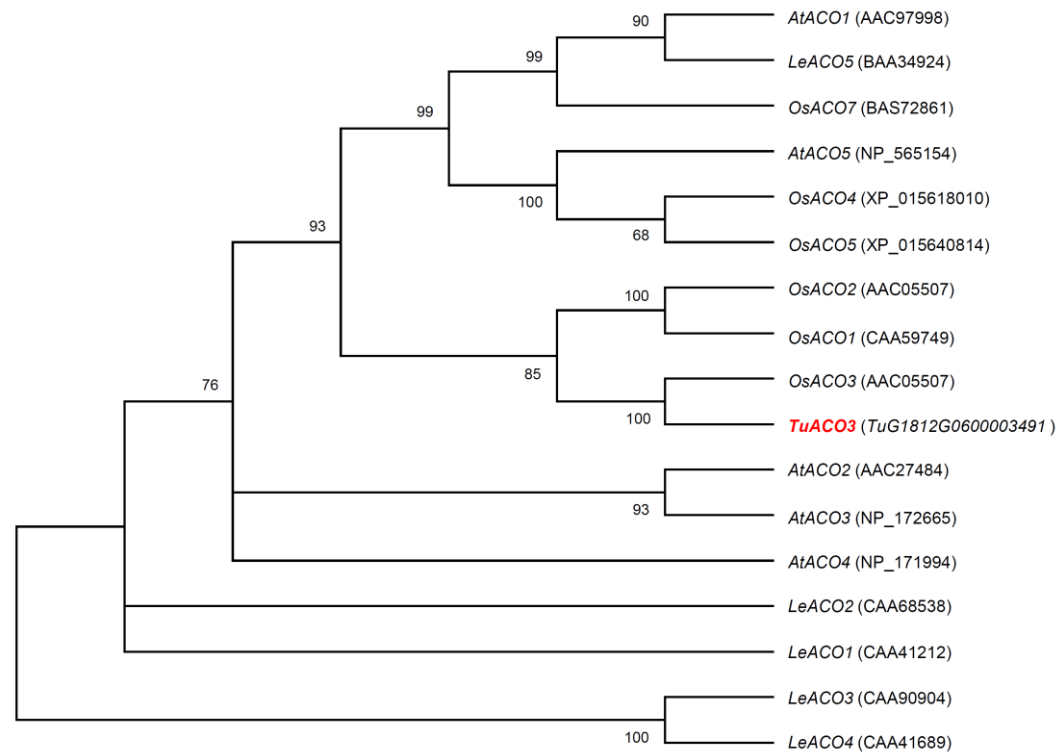 AtACO1 (AAC97998)
90
LeACO5 (BAA34924)
99
OsACO7 (BAS72861)
99
AtACO5 (NP_565154)
100
OsACO4 (XP_015618010)
68
OsACO5 (XP_015640814)
93
OsACO2 (AAC05507)
100
OsACO1 (CAA59749)
85
OsACO3 (AAC05507)
76
100
TuACO3 (TuG1812G0600003491 )
AtACO2 (AAC27484)
93
AtACO3 (NP_172665)
AtACO4 (NP_171994)
LeACO2 (CAA68538)
LeACO1 (CAA41212)
LeACO3 (CAA90904)
100
LeACO4 (CAA41689)